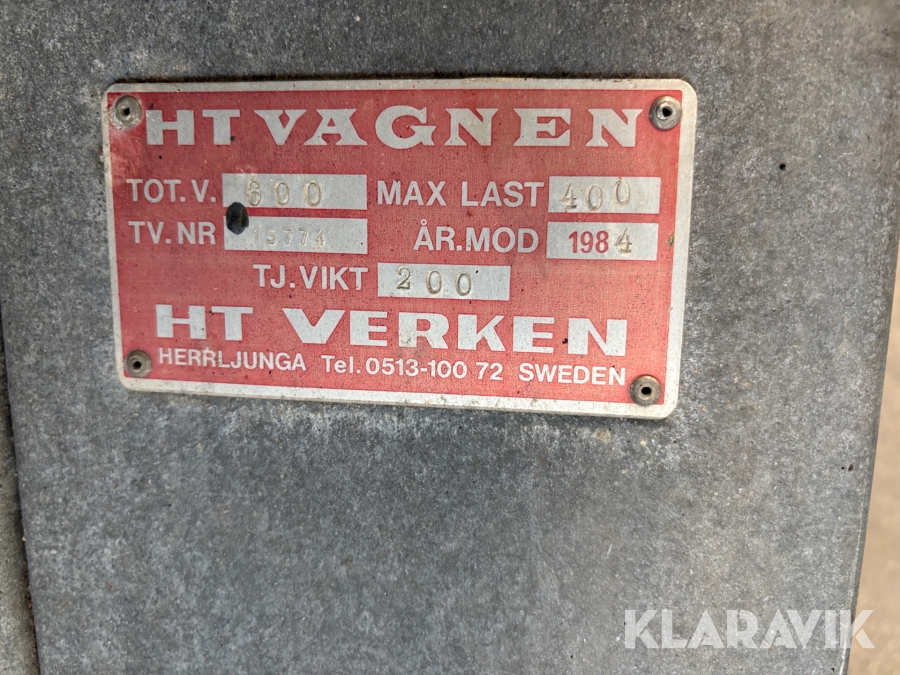 HT VAGNEN
TOT.V. 600 MAX LAST 400
TV.NR 15774 ÅR.MOD 1984
TJ.VIKT 200
HT VERKEN
HERRLJUNGA Tel. 0513-100 72 SWEDEN
KLARAVIK